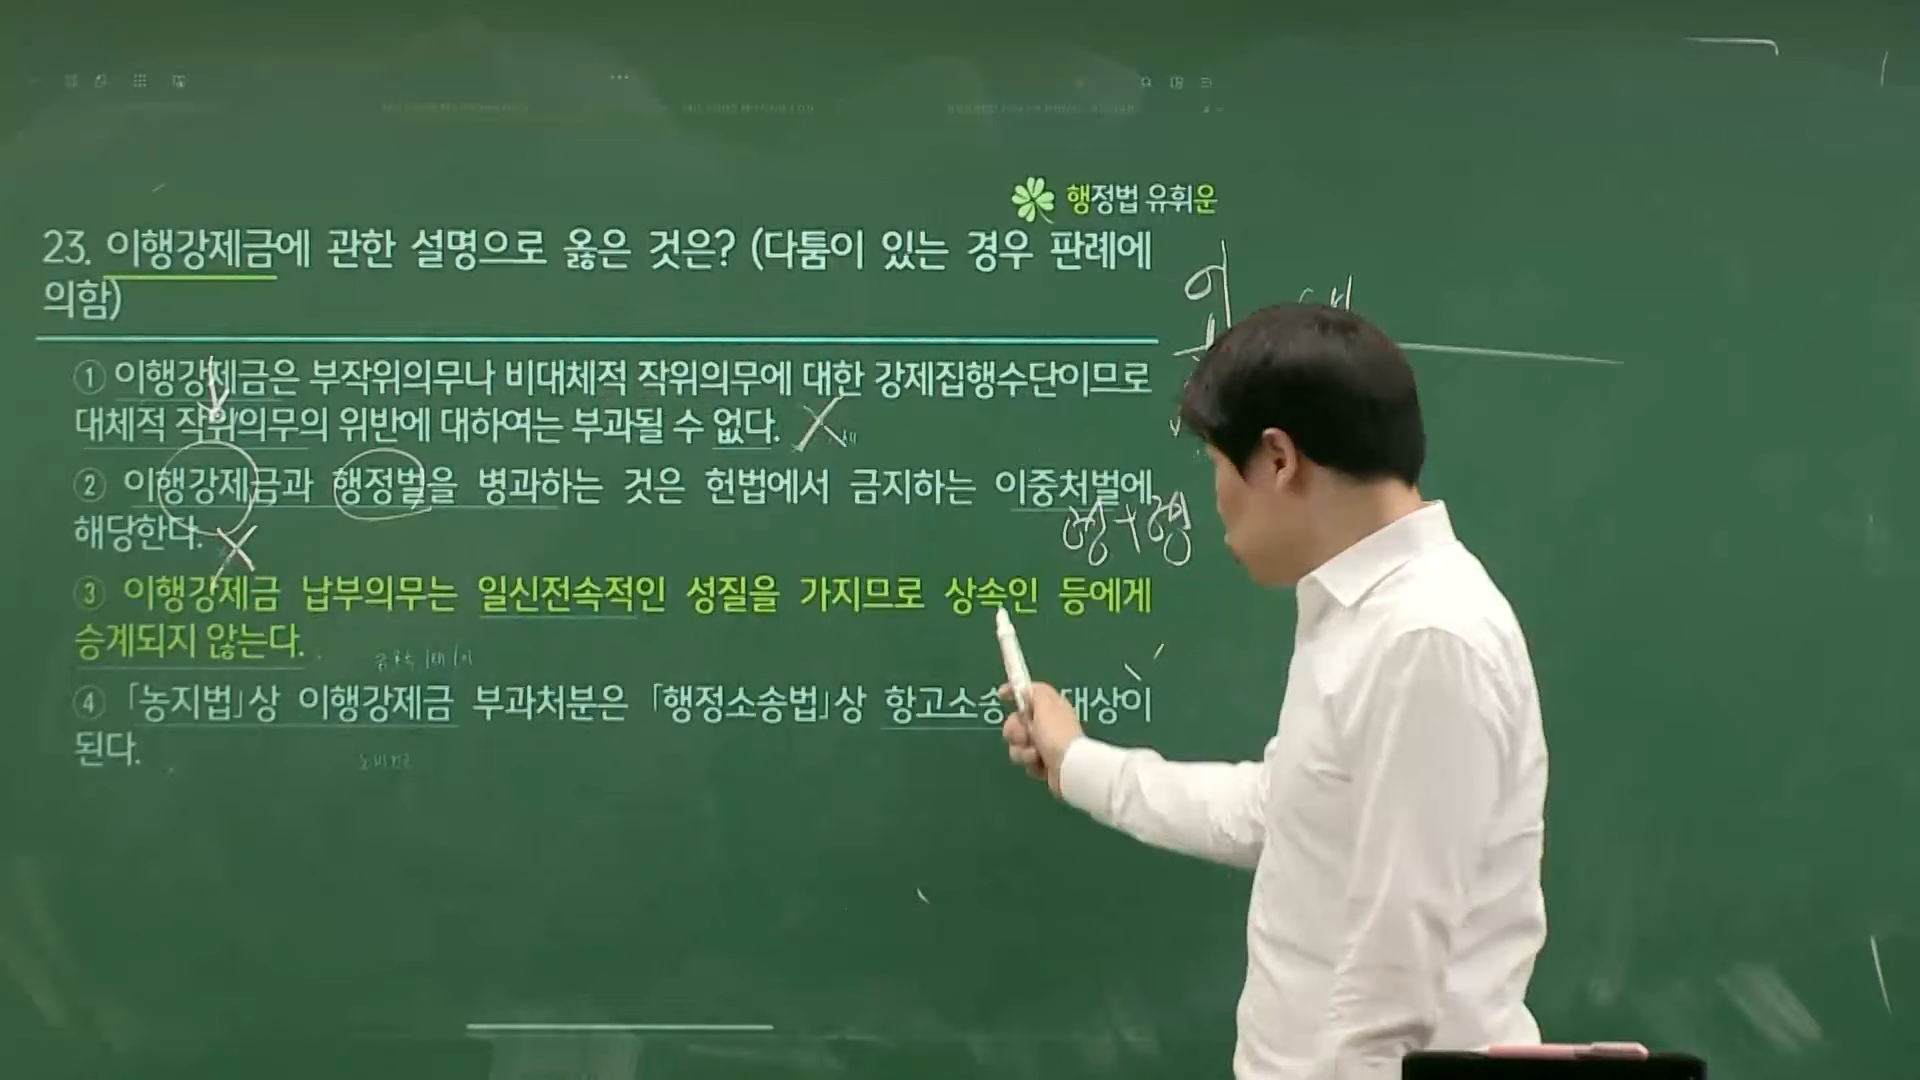 행정법 유휘운
23. 이행강제금에 관한 설명으로 옳은 것은? (다툼이 있는 경우 판례에
의함)
① 이행강제금은 부작위의무나 비대체적 작위의무에 대한 강제집행수단이므로
대체적 작위의무의 위반에 대하여는 부과될 수 없다.
② 이행강제금과 행정벌을 병과하는 것은 헌법에서 금지하는 이중처벌에
해당한다.
③ 이행강제금 납부의무는 일신전속적인 성질을 가지므로 상속인 등에게
승계되지 않는다.
④ 「농지법」상 이행강제금 부과처분은 「행정소송법」상 항고소송 대상이
된다.